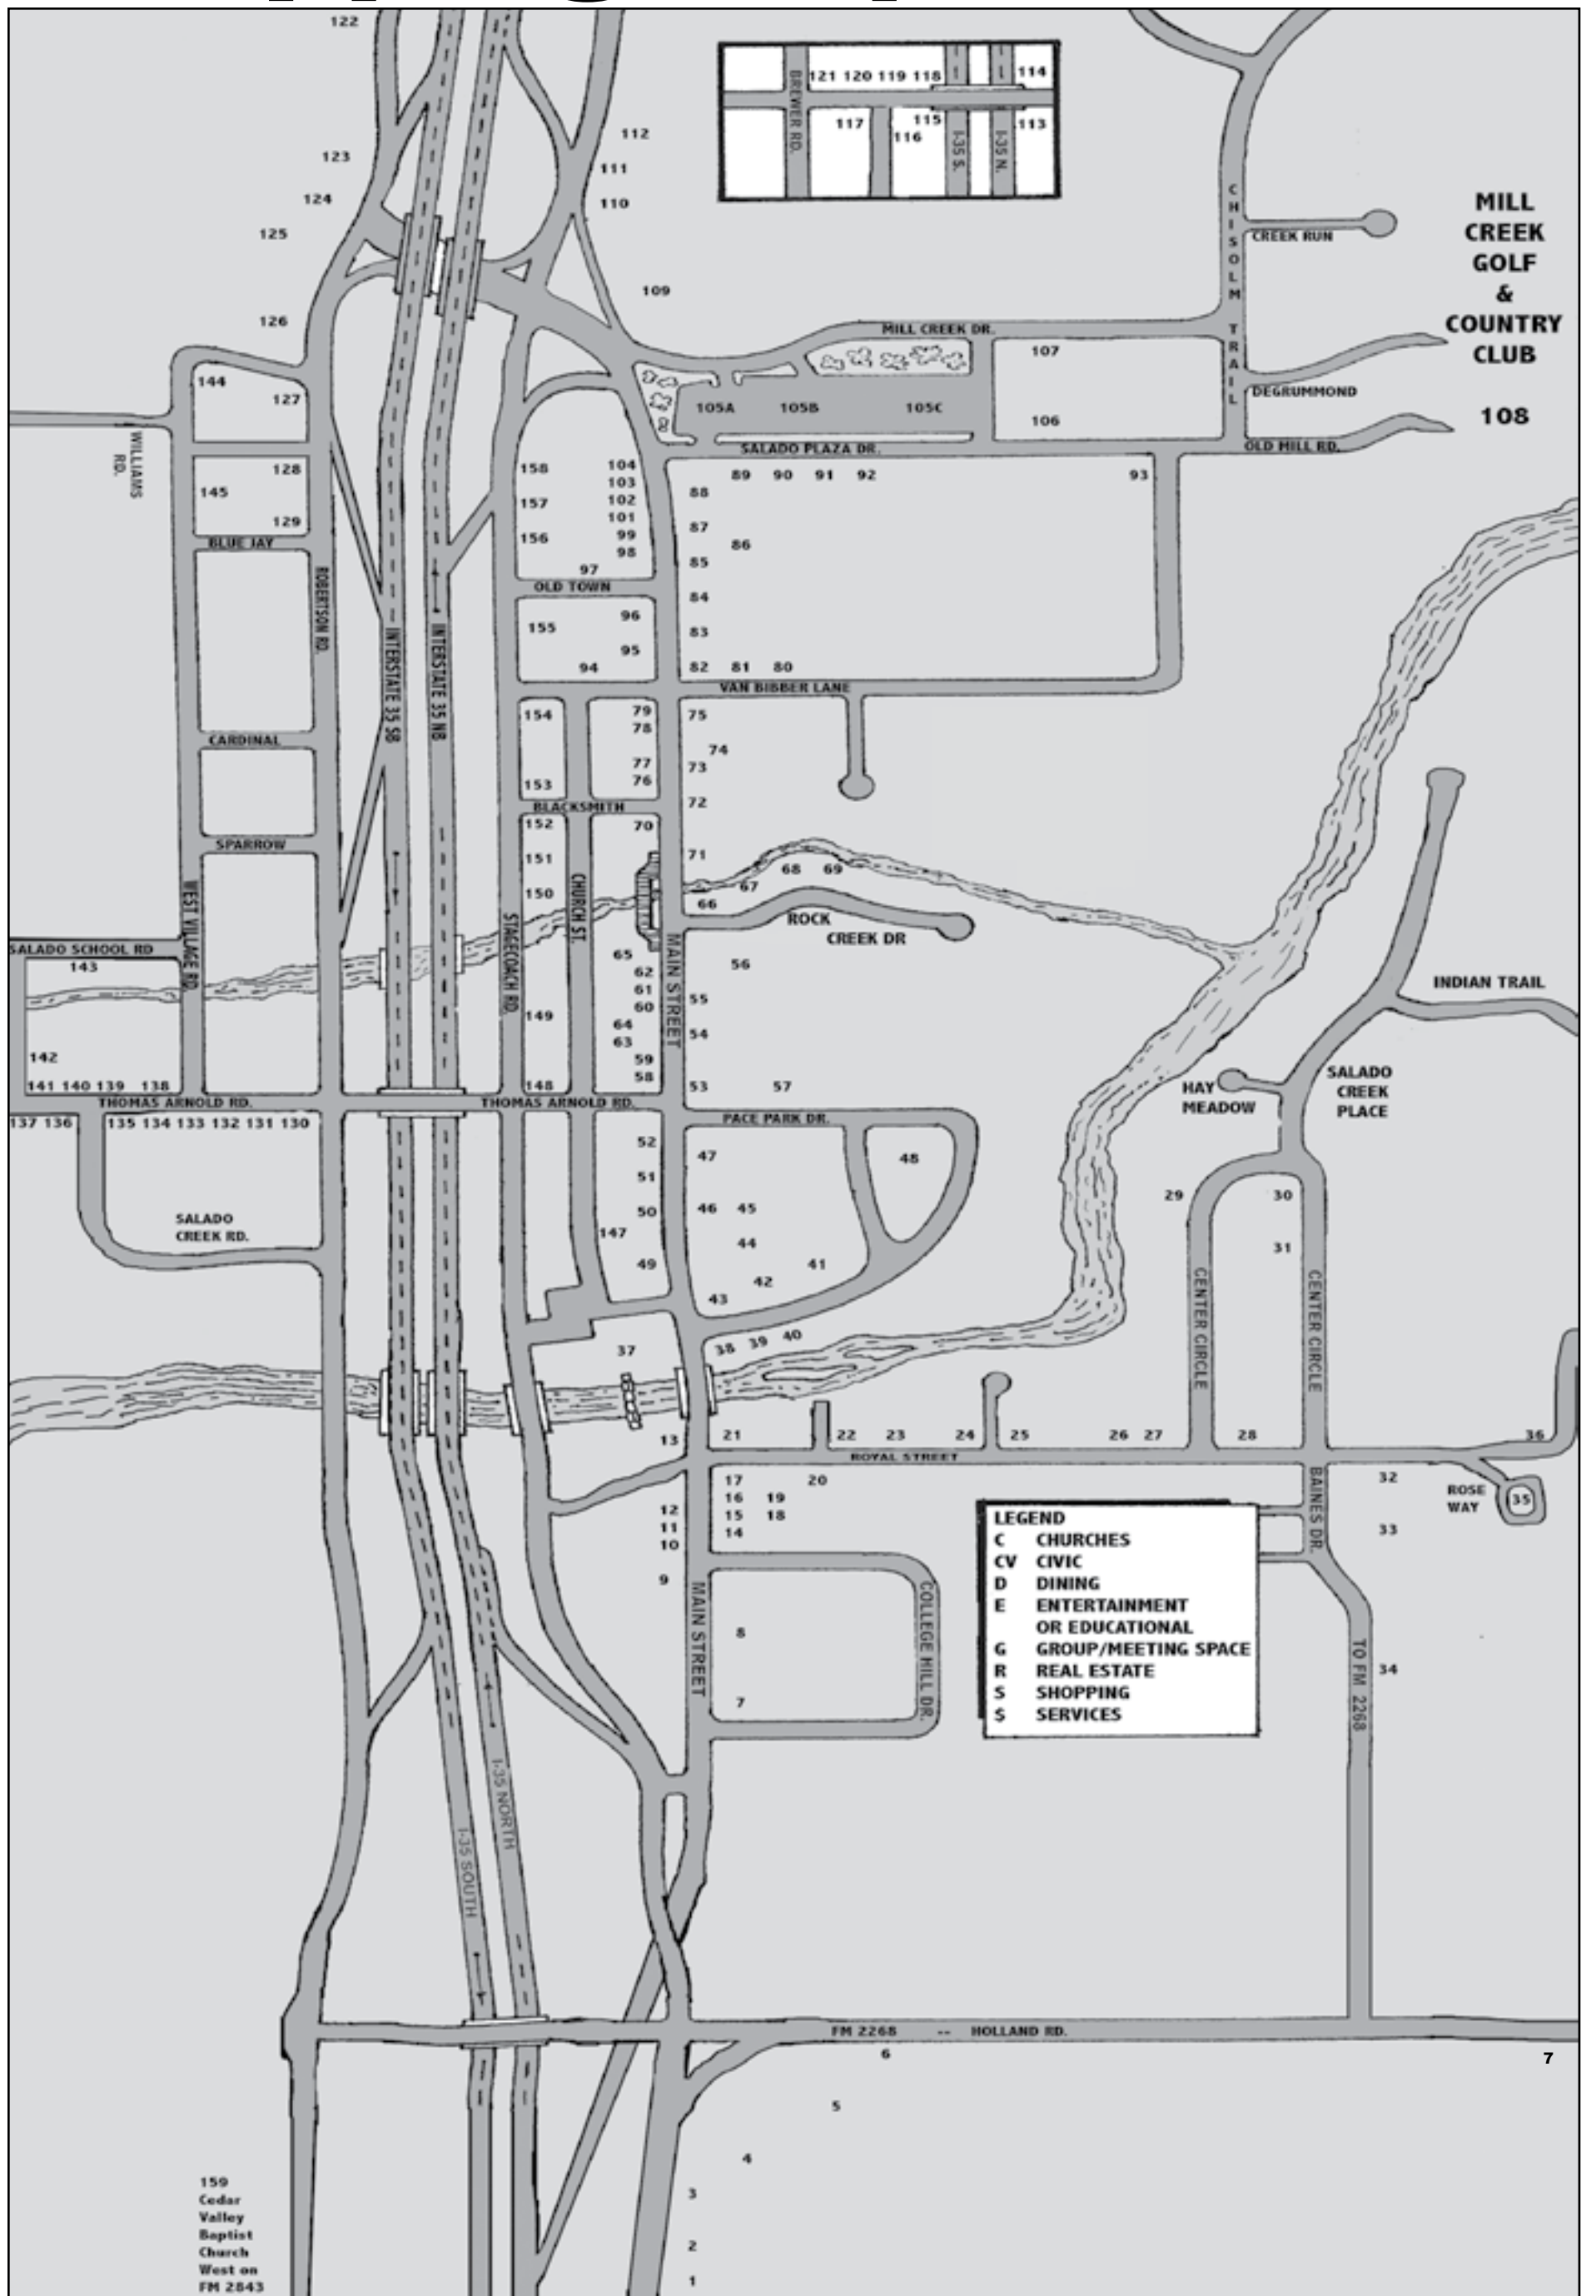 122
BREWER RD.
121 120 119 118
114
117
115
116
113
I-35 S.
I-35 N.
112
123
111
124
110
125
CHISOLM TRAIL
CREEK RUN
MILL
CREEK
GOLF
&
COUNTRY
CLUB
108
109
126
MILL CREEK DR.
107
144
127
105A
105B
105C
106
DEGRUMMOND
OLD MILL RD.
WILLIAMS
RD.
SALADO PLAZA DR.
128
145
129
BLUE JAY
158
157
156
104
103
102
101
99
98
97
88
89 90 91 92
93
87
86
85
OLD TOWN
84
ROBERTSON RD.
INTERSTATE 35 SB
INTERSTATE 35 NB
155
96
95
94
83
82 81 80
VAN BIBBER LANE
154
79
78
77
76
153
75
74
73
72
CARDINAL
BLACKSMITH
152
70
151
150
71
SPARROW
WEST VILLAGE RD.
STAGECOACH RD.
CHURCH ST.
68 69
67
66
ROCK
CREEK DR
SALADO SCHOOL RD
143
MAIN STREET
65
62
61
60
64
63
59
58
56
55
54
53
57
149
148
INDIAN TRAIL
142
141 140 139 138
THOMAS ARNOLD RD.
THOMAS ARNOLD RD.
137 136
135 134 133 132 131 130
PACE PARK DR.
HAY
MEADOW
SALADO
CREEK
PLACE
52
51
50
49
147
47
48
46 45
44
41
42
43
29
30
31
SALADO
CREEK RD.
CENTER CIRCLE
CENTER CIRCLE
37
38 39 40
13
21
22 23 24 25 26 27 28
36
ROYAL STREET
17
20
16 19
15 18
14
12
11
10
9
BAINES DR.
32
33
ROSE
WAY
35
LEGEND
C CHURCHES
CV CIVIC
D DINING
E ENTERTAINMENT
OR EDUCATIONAL
G GROUP/MEETING SPACE
R REAL ESTATE
S SHOPPING
$ SERVICES
MAIN STREET
COLLEGE HILL DR.
8
7
TO FM 2268
34
I-35 NORTH
I-35 SOUTH
FM 2268 -- HOLLAND RD.
6
7
5
4
3
2
1
159
Cedar
Valley
Baptist
Church
West on
FM 2843